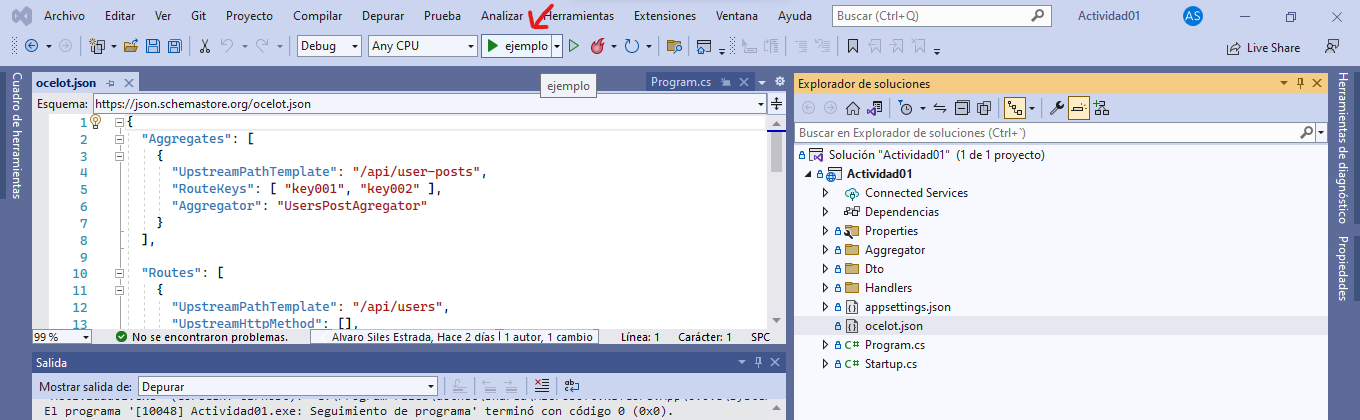 Archivo Editar Ver Git Proyecto Compilar Depurar Prueba Analizar Herramientas Extensiones Ventana Ayuda Buscar (Ctrl+Q) Actividad01 AS
Debug Any CPU ejemplo Live Share
ejemplo
Cuadro de herramientas
ocelot.json Program.cs
Esquema: https://json.schemastore.org/ocelot.json
1 {
2 "Aggregates": [
3 {
4 "UpstreamPathTemplate": "/api/user-posts",
5 "RouteKeys": [ "key001", "key002" ],
6 "Aggregator": "UsersPostAgregator"
7 }
8 ],
9
10 "Routes": [
11 {
12 "UpstreamPathTemplate": "/api/users",
13 "UpstreamHttpMethod": [],
99 % No se encontraron problemas. Alvaro Siles Estrada, Hace 2 días | 1 autor, 1 cambio Línea: 1 Carácter: 1 SPC
Salida
Mostrar salida de: Depurar
El programa '[10048] Actividad01.exe: Seguimiento de programa' terminó con código 0 (0x0).
Explorador de soluciones
Buscar en Explorador de soluciones (Ctrl+`)
Solución "Actividad01" (1 de 1 proyecto)
Actividad01
Connected Services
Dependencias
Properties
Aggregator
Dto
Handlers
appsettings.json
ocelot.json
C# Program.cs
C# Startup.cs
Herramientas de diagnóstico
Propiedades